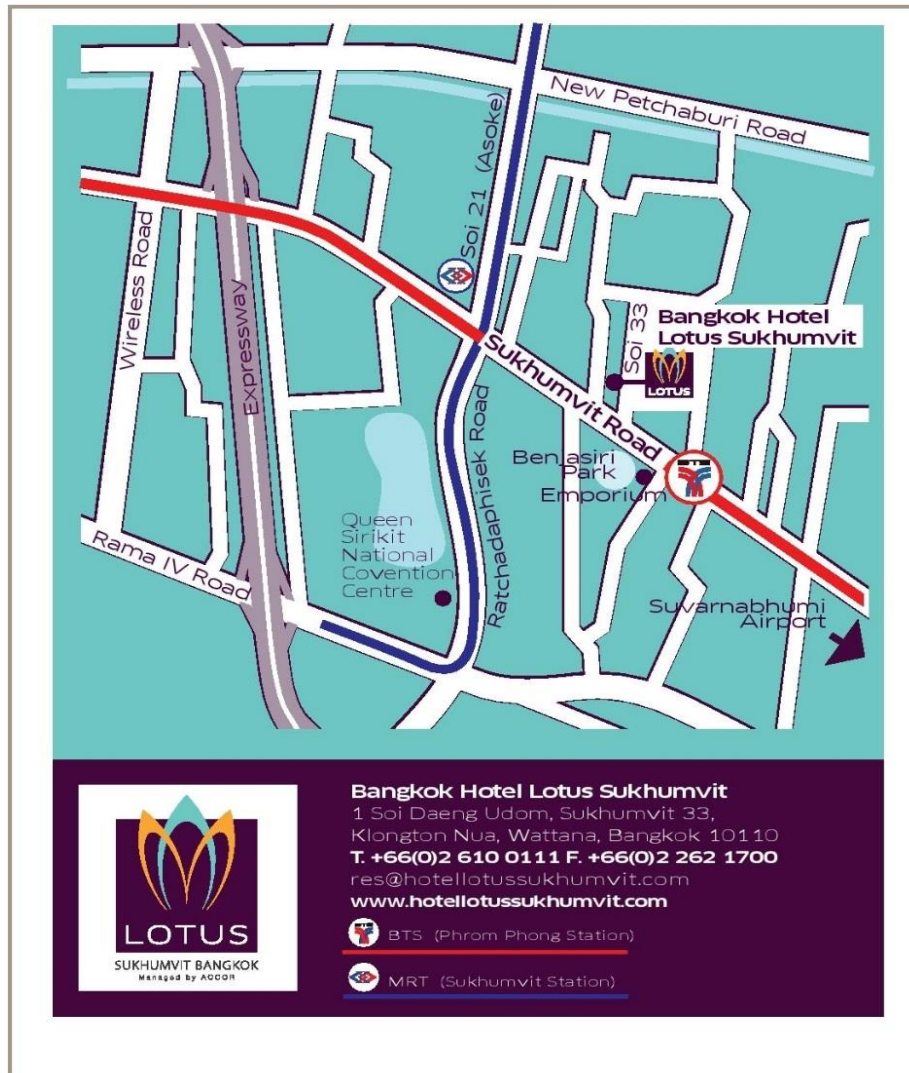 New Petchaburi Road
Soi 21 (Asoke)
Wireless Road
Expressway
Soi 33
Bangkok Hotel
Lotus Sukhumvit
LOTUS
Sukhumvit Road
Ratchadaphisek Road
Benjasiri
Park
Emporium
BTS
Queen
Sirikit
National
Covention
Centre
Rama IV Road
Suvarnabhumi
Airport
LOTUS
SUKHUMVIT BANGKOK
Managed by ACCOR
Bangkok Hotel Lotus Sukhumvit
1 Soi Daeng Udom, Sukhumvit 33,
Klongton Nua, Wattana, Bangkok 10110
T. +66(0)2 610 0111 F. +66(0)2 262 1700
res@hotellotussukhumvit.com
www.hotellotussukhumvit.com
BTS (Phrom Phong Station)
MRT (Sukhumvit Station)